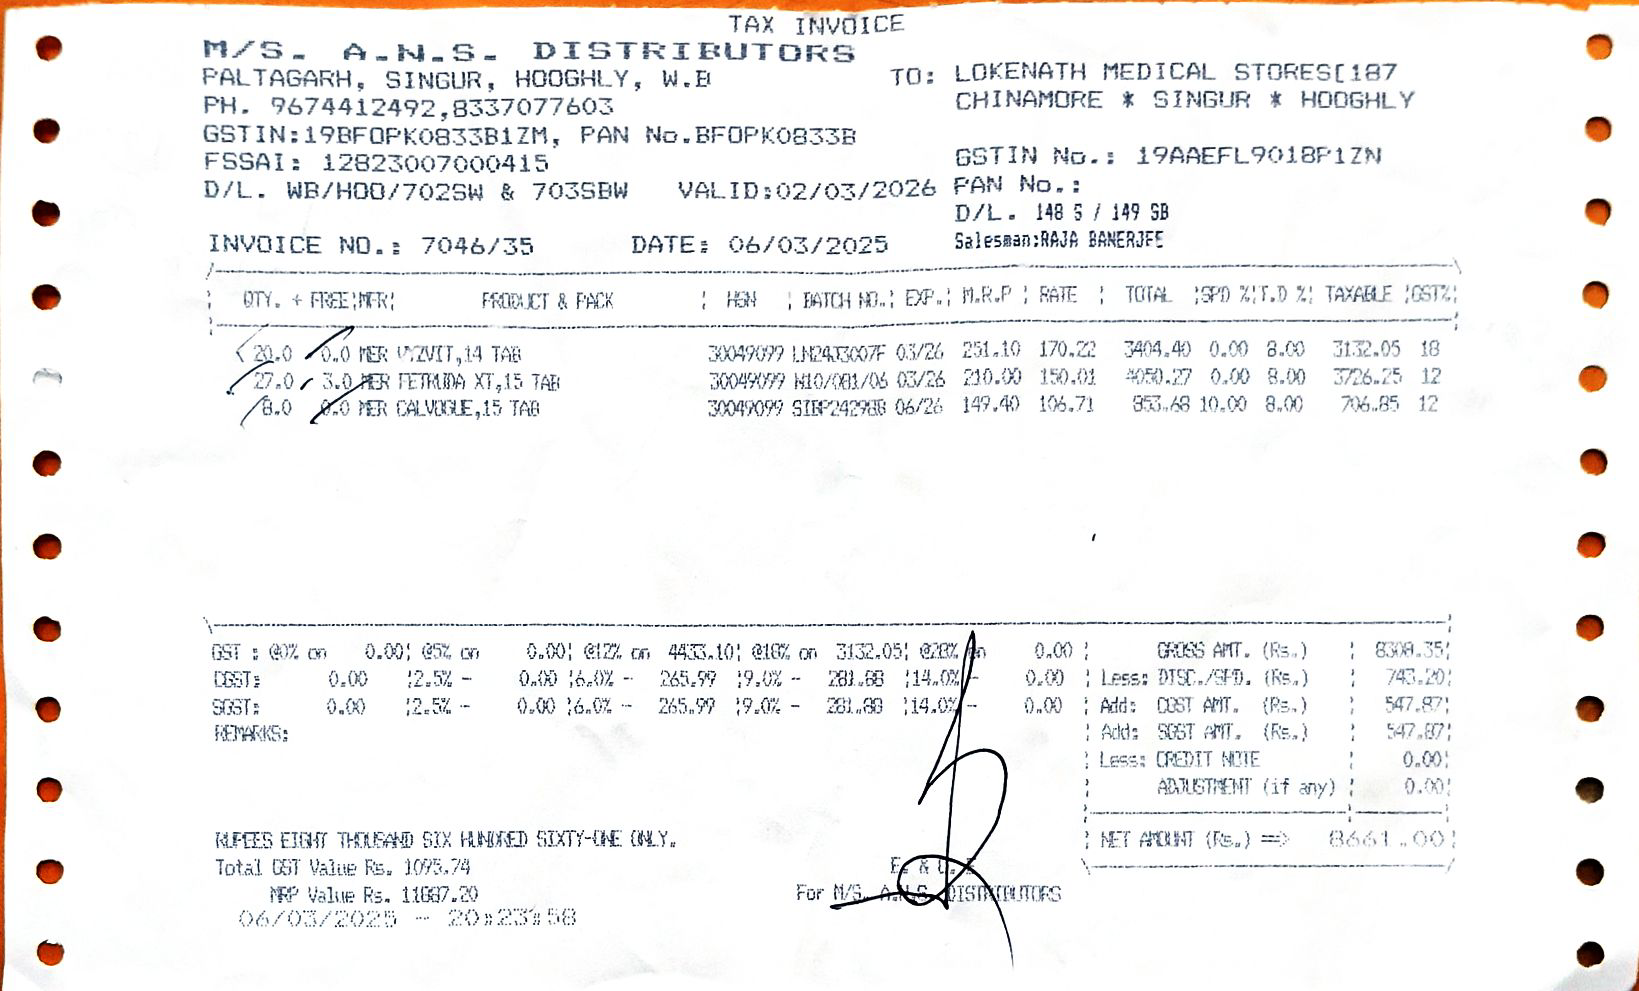 TAX INVOICE
M/S. A.N.S. DISTRIBUTORS
PALTAGARH, SINGUR, HOOGHLY, W.B
PH. 9674412492,8337077603
GSTIN:19BFOPK0833B1ZM, PAN No.BFOPK0833B
FSSAI: 12823007000415
D/L. WB/HOO/702SW & 703SBW VALID:02/03/2026
TO: LOKENATH MEDICAL STORES[187
CHINAMORE * SINGUR * HOOGHLY
GSTIN No.: 19AAEFL9018P1ZN
PAN No.:
D/L. 148 S / 149 SB
Salesman:RAJA BANERJEE
INVOICE NO.: 7046/35 DATE: 06/03/2025
QTY. + FREE¦MFR¦ PRODUCT & PACK ¦ HSN ¦ BATCH NO.¦ EXP.¦ M.R.P ¦ RATE ¦ TOTAL ¦SPD %¦T.D %¦ TAXABLE ¦GST%¦
20.0 0.0 MER TAB 30049099 03/26 251.10 170.22 3404.40 0.00 8.00 3132.05 18
27.0 3.0 MER XT,15 TAB 30049099 03/26 210.00 150.01 4050.27 0.00 8.00 3726.25 12
8.0 0.0 MER CALVOGUE,15 TAB 30049099 06/26 149.40 106.71 853.68 10.00 8.00 706.85 12
GST : @0% on 0.00¦ @5% on 0.00¦ @12% on 4433.10¦ @18% on 3132.05¦ @28% on 0.00 ¦
CGST: 0.00 ¦2.5% - 0.00 ¦6.0% - 265.99 ¦9.0% - 281.88 ¦14.0% - 0.00
SGST: 0.00 ¦2.5% - 0.00 ¦6.0% - 265.99 ¦9.0% - 281.88 ¦14.0% - 0.00
REMARKS:
GROSS AMT. (Rs.) ¦ 8308.35¦
Less: DISC./SPD. (Rs.) ¦ 743.20¦
Add: CGST AMT. (Rs.) ¦ 547.87¦
Add: SGST AMT. (Rs.) ¦ 547.87¦
Less: CREDIT NOTE ¦ 0.00¦
ADJUSTMENT (if any) ¦ 0.00¦
NET AMOUNT (Rs.) ==> 8661.00¦
RUPEES EIGHT THOUSAND SIX HUNDRED SIXTY-ONE ONLY.
Total GST Value Rs. 1095.74
MRP Value Rs. 11887.20
06/03/2025 - 20:23:58
E. & O. E
For M/S. A.N.S. DISTRIBUTORS